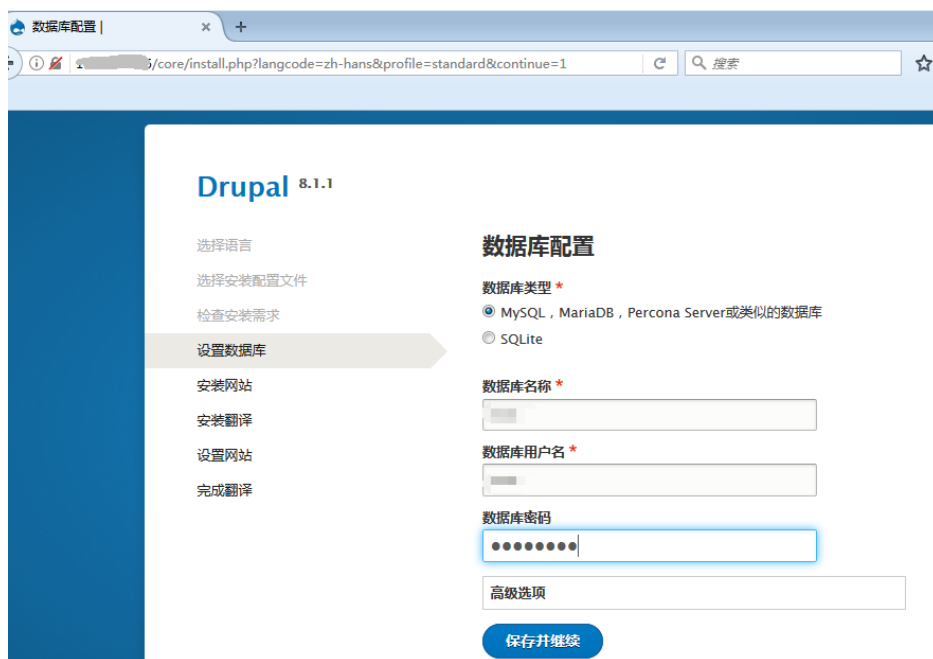 数据库配置 |
/core/install.php?langcode=zh-hans&profile=standard&continue=1
搜索
Drupal 8.1.1
选择语言
选择安装配置文件
检查安装需求
设置数据库
安装网站
安装翻译
设置网站
完成翻译
数据库配置
数据库类型 *
MySQL，MariaDB，Percona Server或类似的数据库
SQLite
数据库名称 *
数据库用户名 *
数据库密码
●●●●●●●●
高级选项
保存并继续